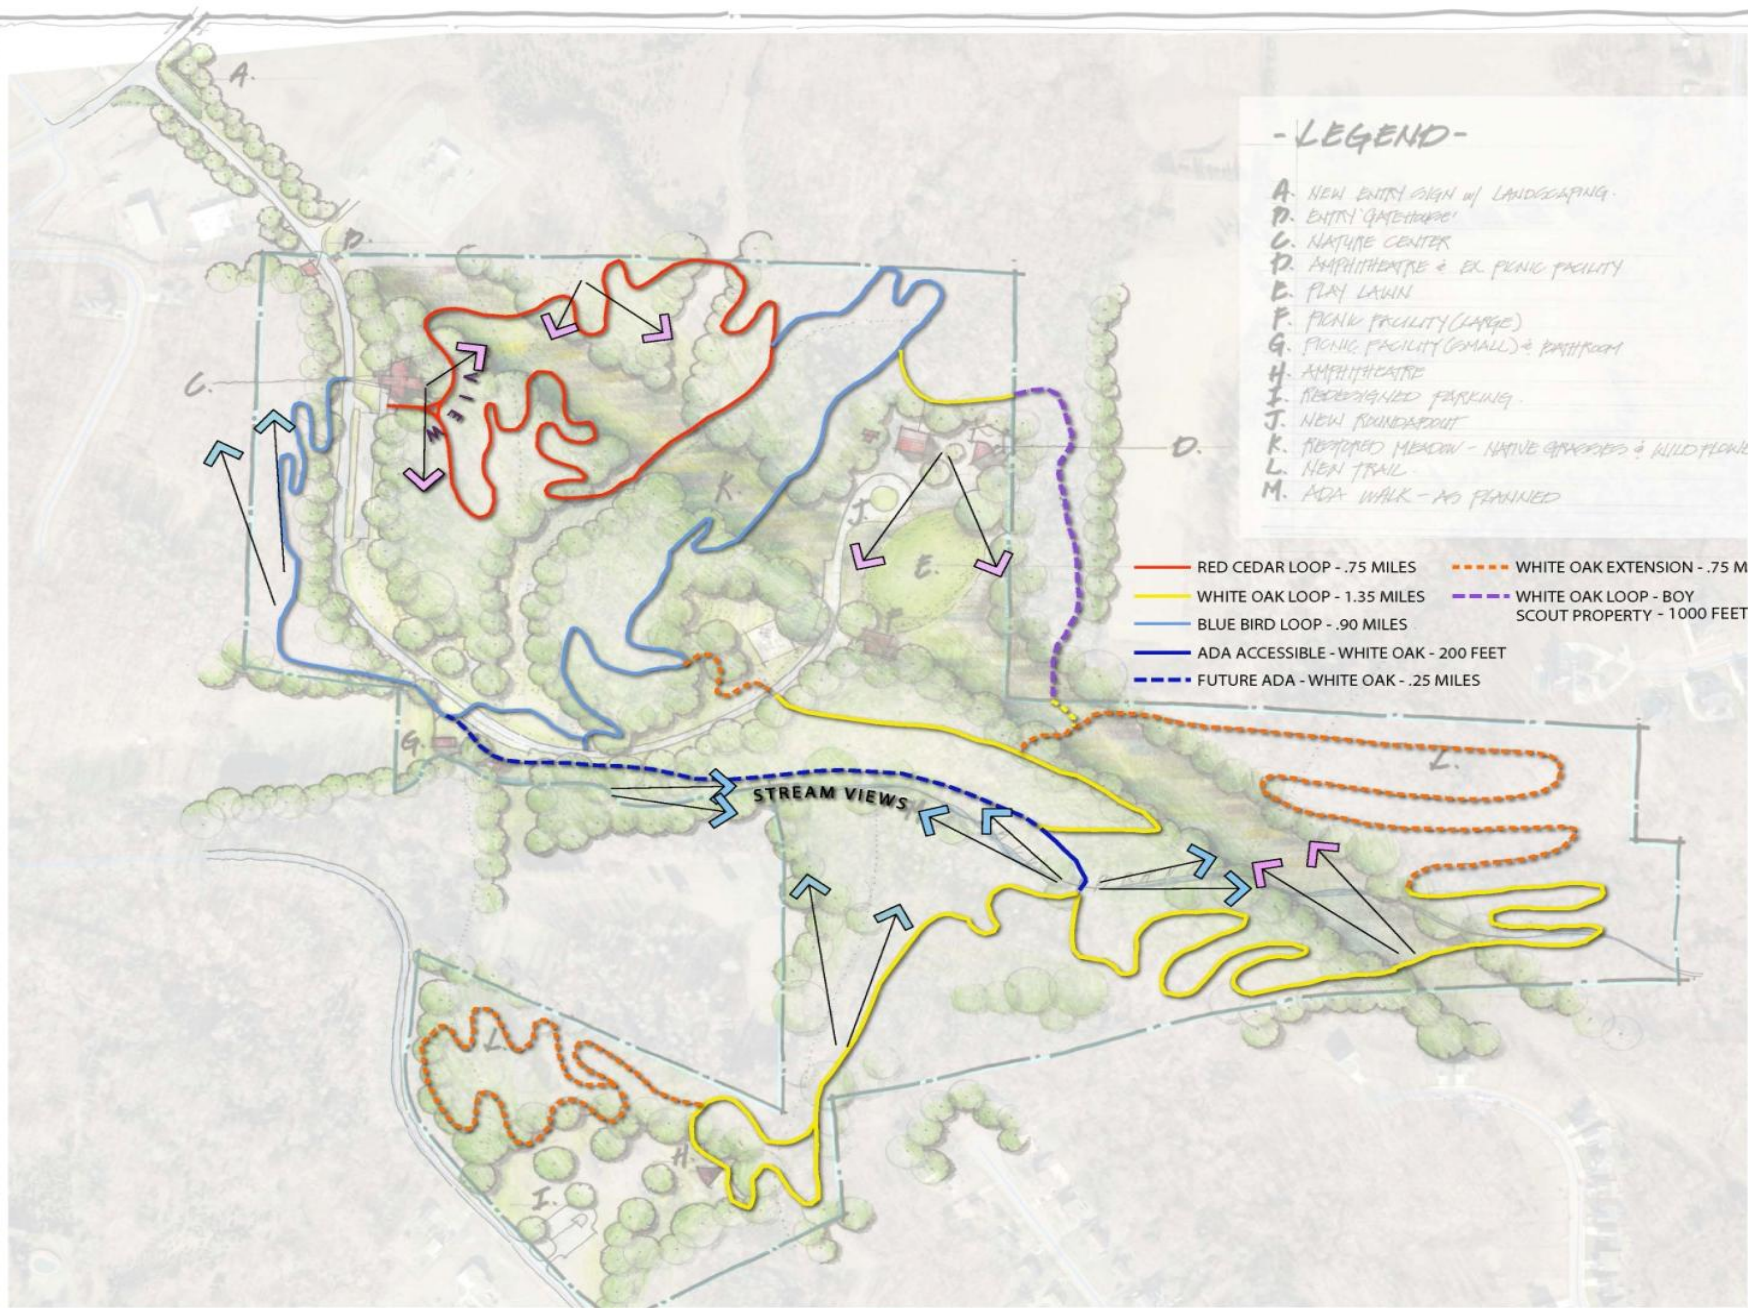 A.
- LEGEND -
A. NEW ENTRY SIGN w/ LANDSCAPING.
B. ENTRY 'GATEHOUSE'
C. NATURE CENTER
D. AMPHITHEATRE & EX. PICNIC FACILITY
E. PLAY LAWN
F. PICNIC FACILITY (LARGE)
G. PICNIC FACILITY (SMALL) & BATHROOM
H. AMPHITHEATRE
I. REDESIGNED PARKING.
J. NEW ROUNDABOUT
K. RESTORED MEADOW - NATIVE GRASSES & WILD FLOWE
L. NEW TRAIL.
M. ADA WALK - AS PLANNED
B.
C.
VIEW
D.
K.
J.
E.
RED CEDAR LOOP - .75 MILES
WHITE OAK LOOP - 1.35 MILES
BLUE BIRD LOOP - .90 MILES
ADA ACCESSIBLE - WHITE OAK - 200 FEET
FUTURE ADA - WHITE OAK - .25 MILES
WHITE OAK EXTENSION - .75 M
WHITE OAK LOOP - BOY
SCOUT PROPERTY - 1000 FEET
G.
L.
STREAM VIEWS
L.
H.
I.